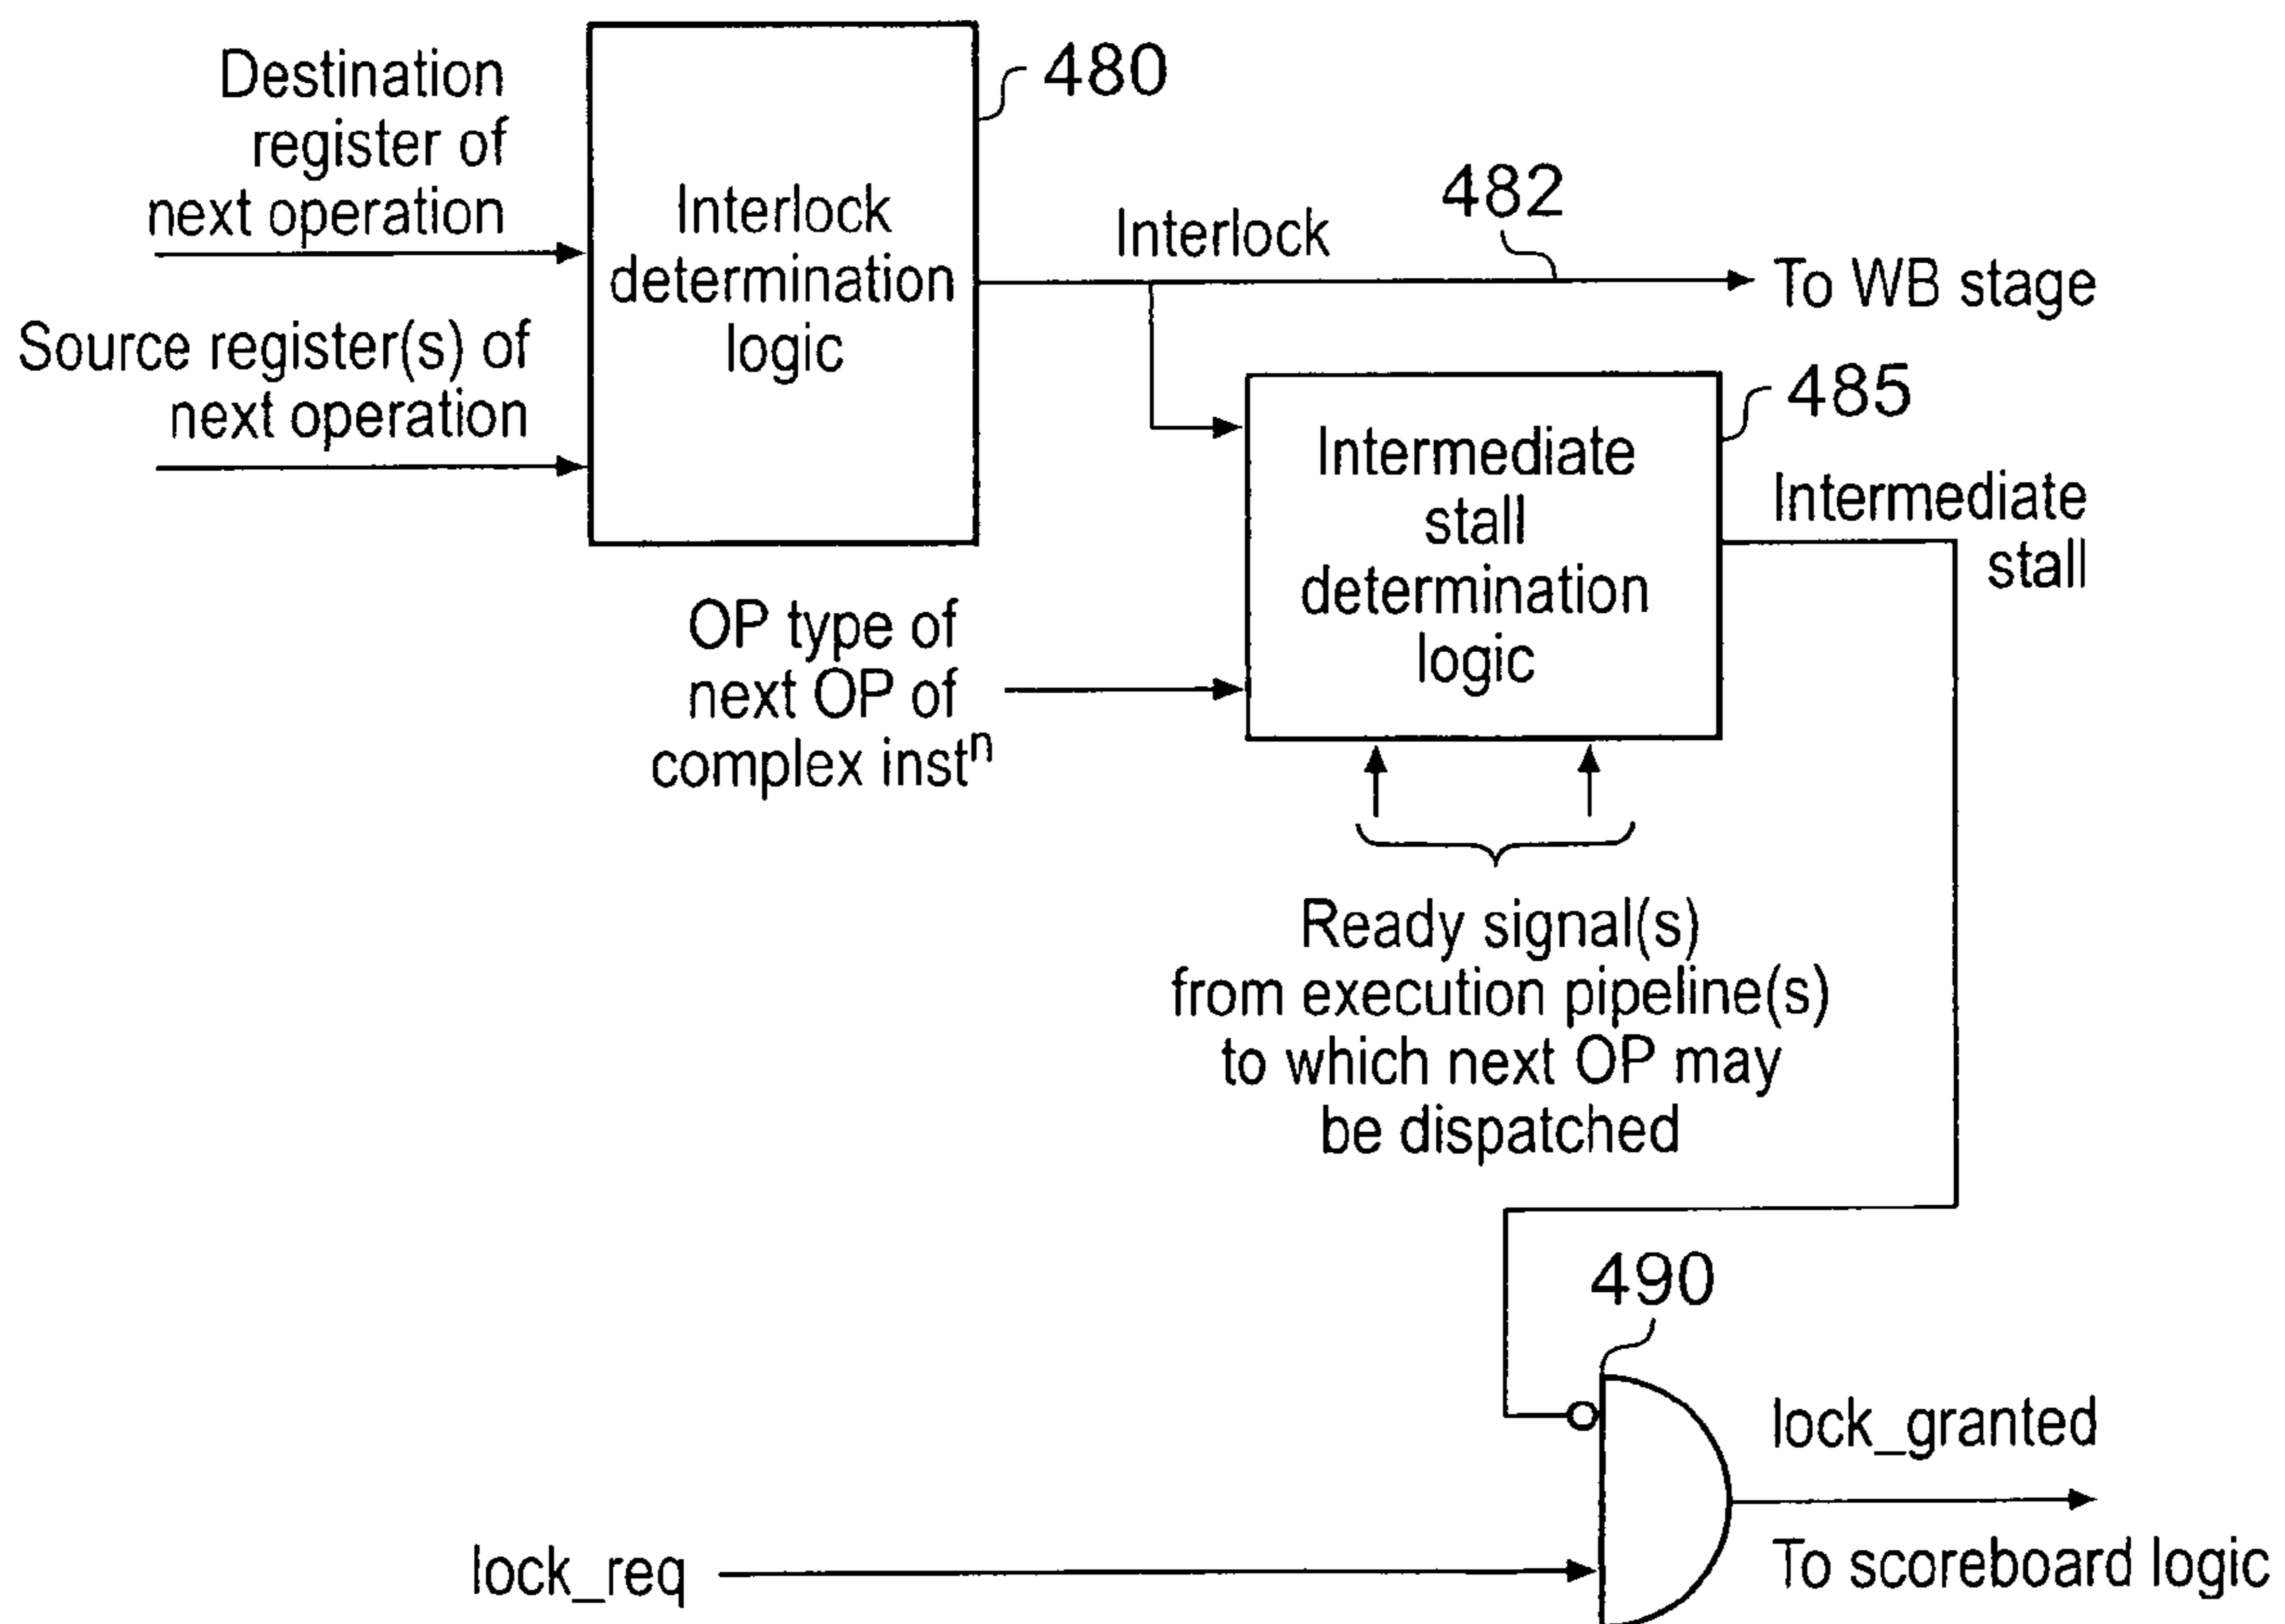 Destination
register of
next operation
480
Interlock
determination
logic
482
Interlock
To WB stage
Source register(s) of
next operation
485
Intermediate
stall
determination
logic
Intermediate
stall
OP type of
next OP of
complex instⁿ
Ready signal(s)
from execution pipeline(s)
to which next OP may
be dispatched
490
lock_granted
To scoreboard logic
lock_req